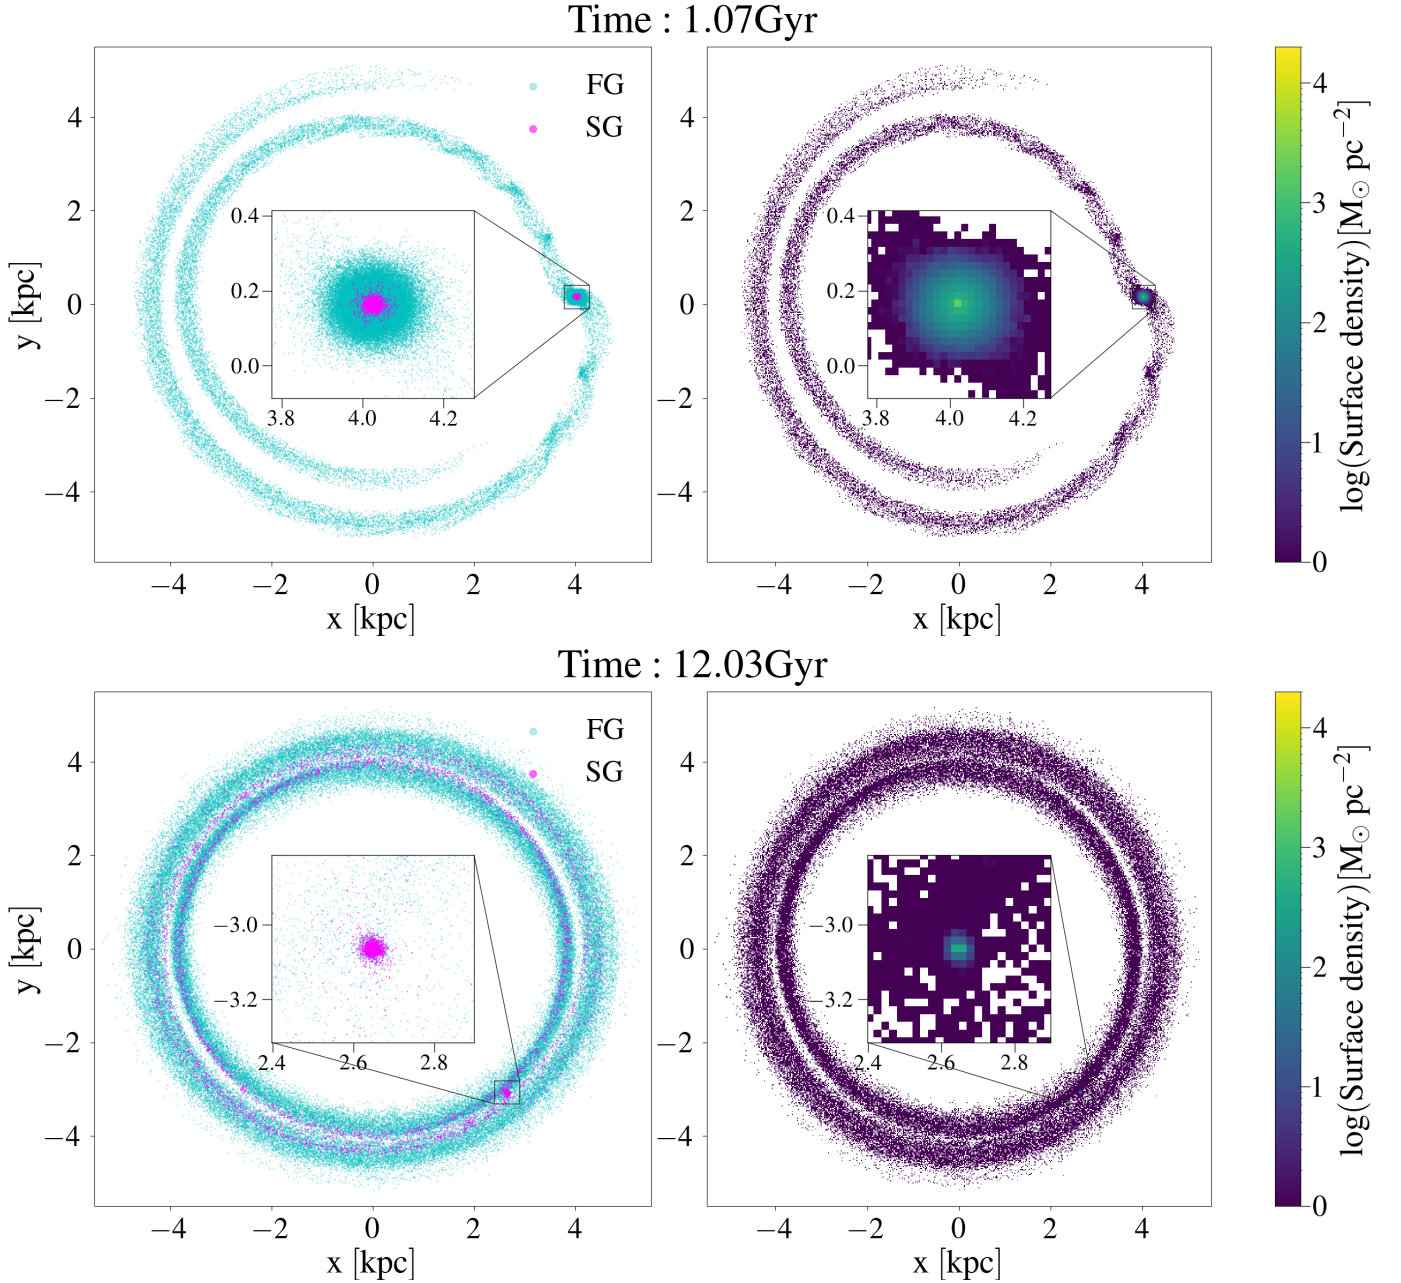 Time : 1.07Gyr
FG
SG
4
2
0
−2
−4
y [kpc]
0.4
0.2
0.0
3.8 4.0 4.2
−4 −2 0 2 4
x [kpc]
4
2
0
−2
−4
0.4
0.2
0.0
3.8 4.0 4.2
−4 −2 0 2 4
x [kpc]
4
3
2
1
0
log(Surface density)[M⊙ pc−2]
Time : 12.03Gyr
FG
SG
4
2
0
−2
−4
y [kpc]
−3.0
−3.2
2.4 2.6 2.8
−4 −2 0 2 4
x [kpc]
4
2
0
−2
−4
−3.0
−3.2
2.4 2.6 2.8
−4 −2 0 2 4
x [kpc]
4
3
2
1
0
log(Surface density)[M⊙ pc−2]